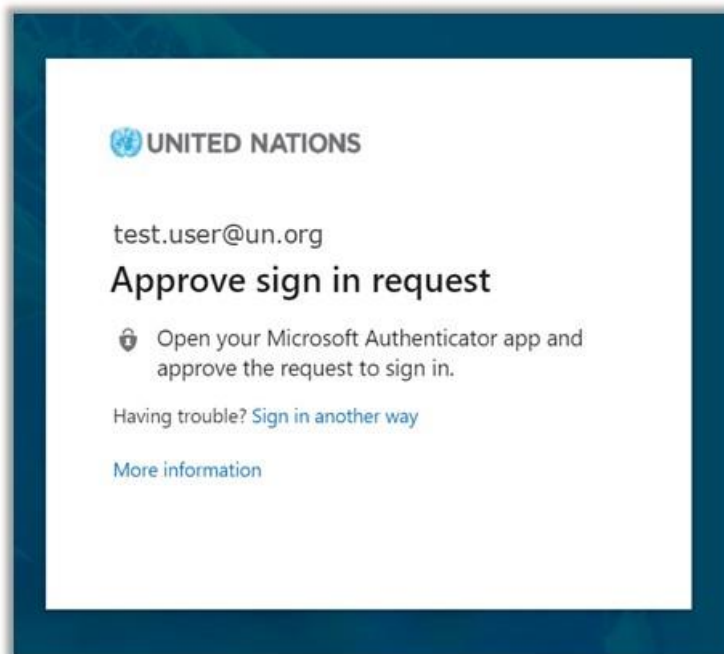 UNITED NATIONS
test.user@un.org
Approve sign in request
Open your Microsoft Authenticator app and
approve the request to sign in.
Having trouble? Sign in another way
More information